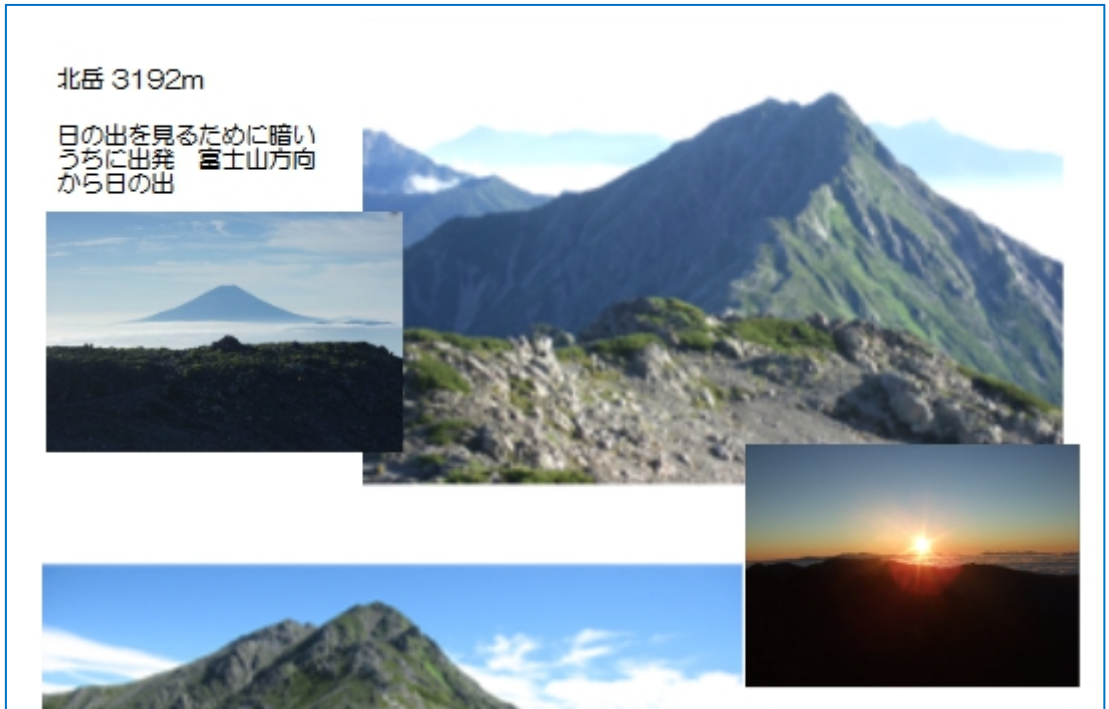 北岳 3192m
日の出を見るために暗い
うちに出発　富士山方向
から日の出